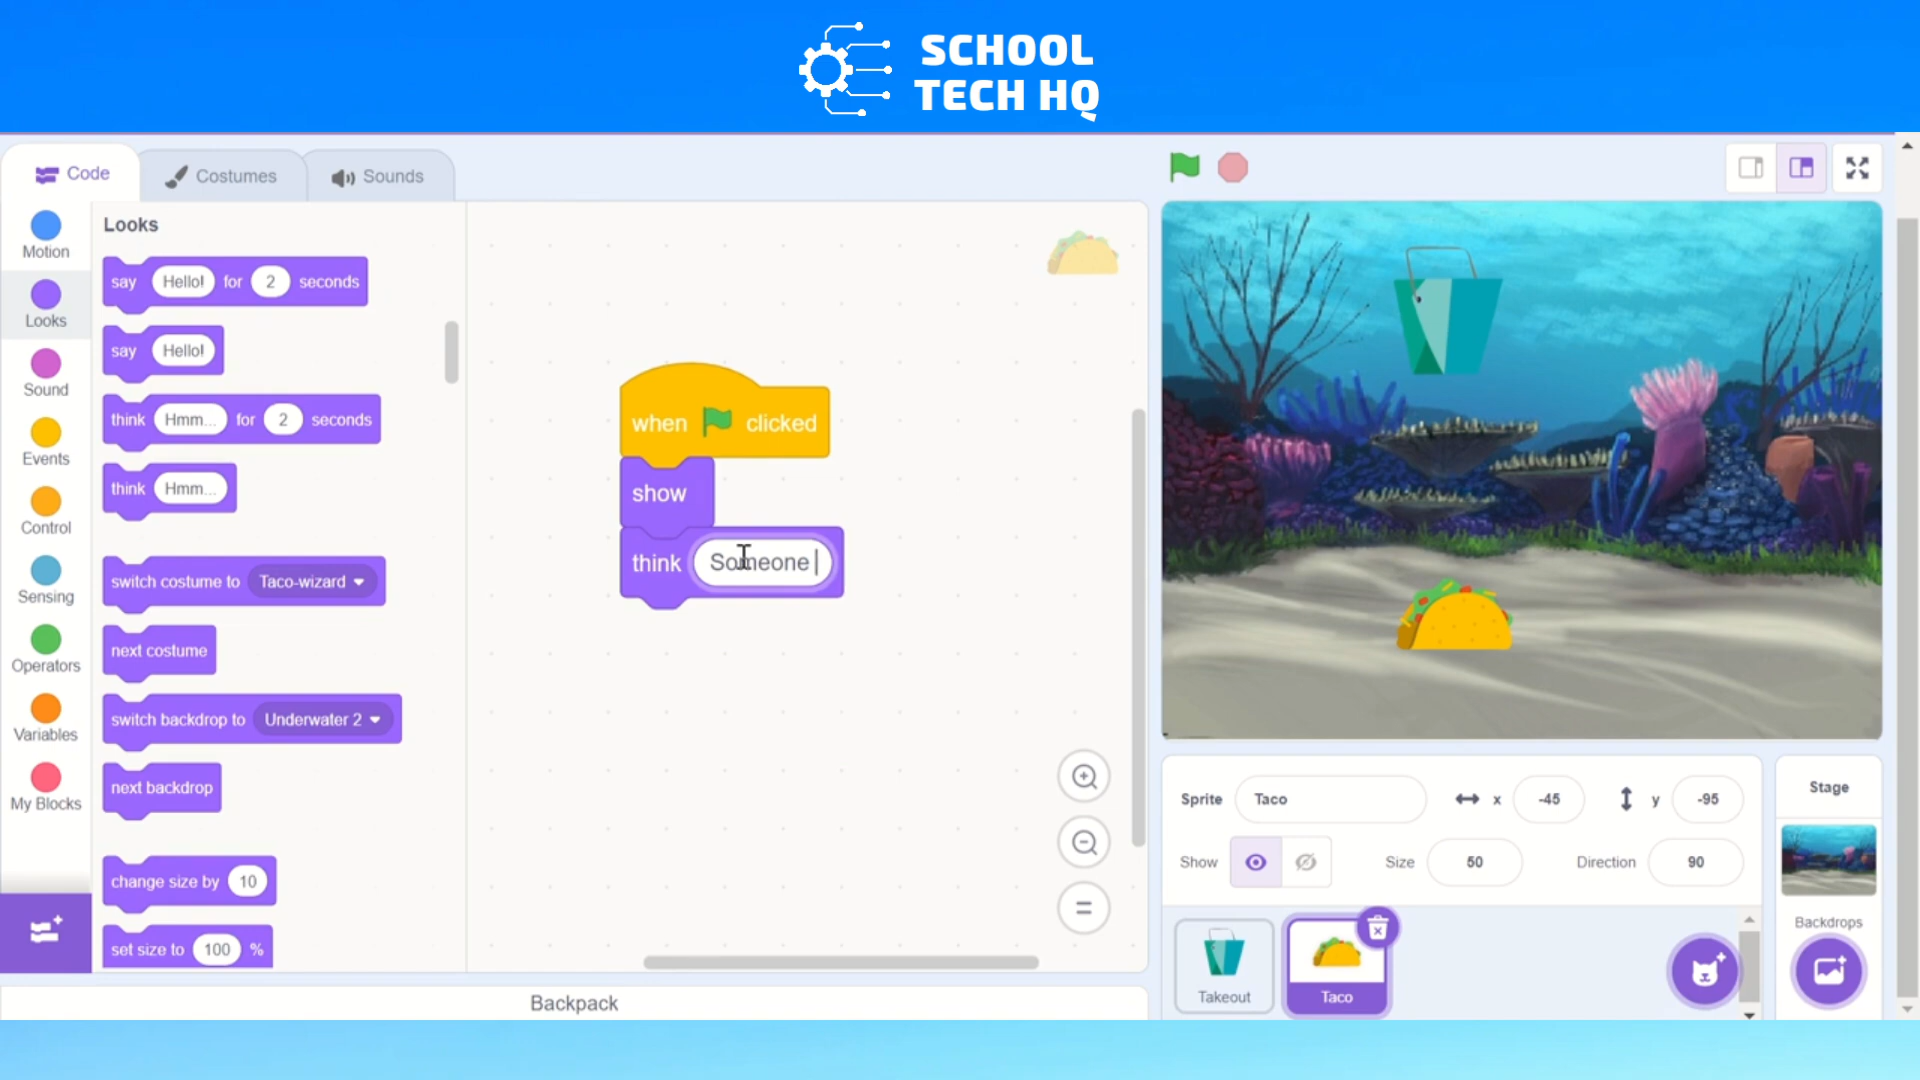 SCHOOL
TECH HQ
Code
Costumes
Sounds
Motion
Looks
Sound
Events
Control
Sensing
Operators
Variables
My Blocks
Looks
say Hello! for 2 seconds
say Hello!
think Hmm... for 2 seconds
think Hmm...
switch costume to Taco-wizard
next costume
switch backdrop to Underwater 2
next backdrop
change size by 10
set size to 100 %
when clicked
show
think Someone
Backpack
Sprite Taco x -45 y -95
Show Size 50 Direction 90
Takeout
Taco
Stage
Backdrops